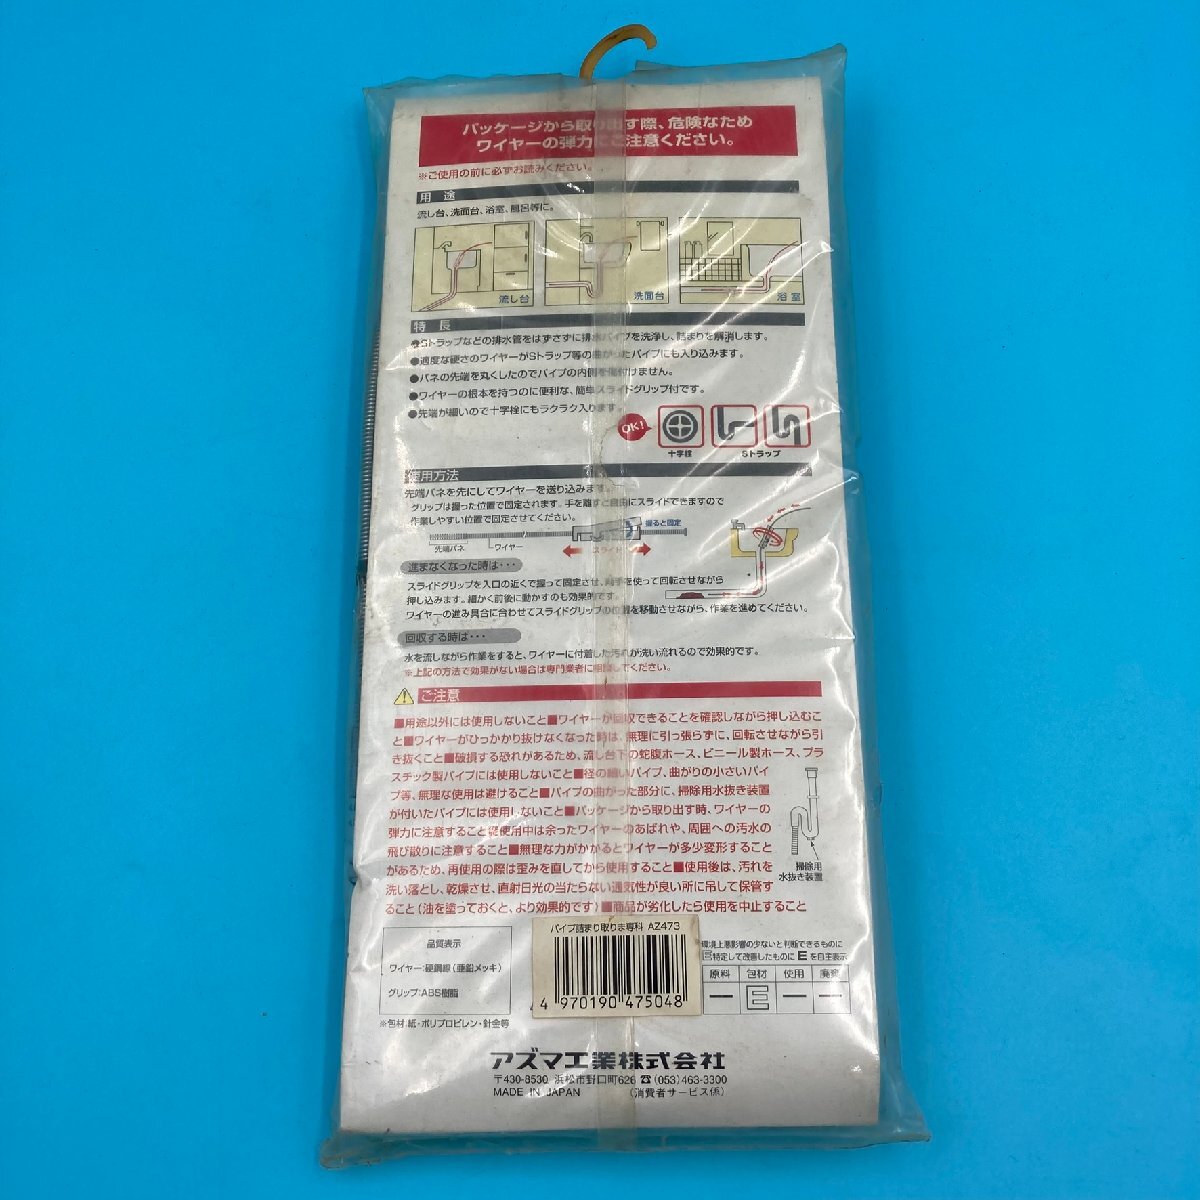 パッケージから取り出す際、危険なため
ワイヤーの弾力にご注意ください。
※ご使用の前に必ずお読みください。
用途
流し台、洗面台、浴室、風呂等に。
流し台
洗面台
浴室
特長
●Sトラップなどの排水管をはずさずに排水パイプを洗浄し、詰まりを解消します。
●適度な硬さのワイヤーがSトラップ等の曲がったパイプにも入り込みます。
●バネの先端を丸くしたのでパイプの内側を傷付けません。
●ワイヤーの根本を持つのに便利な、簡単スライドグリップ付です。
●先端が細いので十字栓にもラクラク入ります。
OK!
十字栓
Sトラップ
使用方法
先端バネを先にしてワイヤーを送り込みます。
グリップは握った位置で固定されます。手を離すと自由にスライドできますので
作業しやすい位置で固定させてください。
握ると固定
先端バネ
ワイヤー
スライド
進まなくなった時は・・・
スライドグリップを入口の近くで握って固定させ、両手を使って回転させながら
押し込みます。細かく前後に動かすのも効果的です。
ワイヤーの進み具合に合わせてスライドグリップの位置を移動させながら、作業を進めてください。
回収する時は・・・
水を流しながら作業をすると、ワイヤーに付着した汚れが洗い流れるので効果的です。
※上記の方法で効果がない場合は専門業者に相談してください。
ご注意
■用途以外には使用しないこと■ワイヤーが回収できることを確認しながら押し込むこ
と■ワイヤーがひっかかり抜けなくなった時は、無理に引っ張らずに、回転させながら引
き抜くこと■破損する恐れがあるため、流し台下の蛇腹ホース、ビニール製ホース、プラ
スチック製パイプには使用しないこと■径の細いパイプ、曲がりの小さいパイ
プ等、無理な使用は避けること■パイプの曲がった部分に、掃除用水抜き装置
が付いたパイプには使用しないこと■パッケージから取り出す時、ワイヤーの
弾力に注意すること■使用中は余ったワイヤーのあばれや、周囲への汚水の
飛び散りに注意すること■無理な力がかかるとワイヤーが多少変形すること
があるため、再使用の際は歪みを直してから使用すること■使用後は、汚れを
洗い落とし、乾燥させ、直射日光の当たらない通気性が良い所に吊して保管す
ること(油を塗っておくと、より効果的です)■商品が劣化したら使用を中止すること
掃除用
水抜き装置
品質表示
ワイヤー:硬鋼線(亜鉛メッキ)
グリップ:ABS樹脂
※包材:紙・ポリプロピレン・針金等
パイプ詰まり取りま専科 AZ473
4 970190 475048
環境上悪影響の少ないと判断できるものに
E特定して改善したものに E を自主表示
原料 包材 使用 廃棄
ー E ー ー
アズマ工業株式会社
〒430-8530 浜松市野口町626 ☎(053)463-3300
MADE IN JAPAN (消費者サービス係)